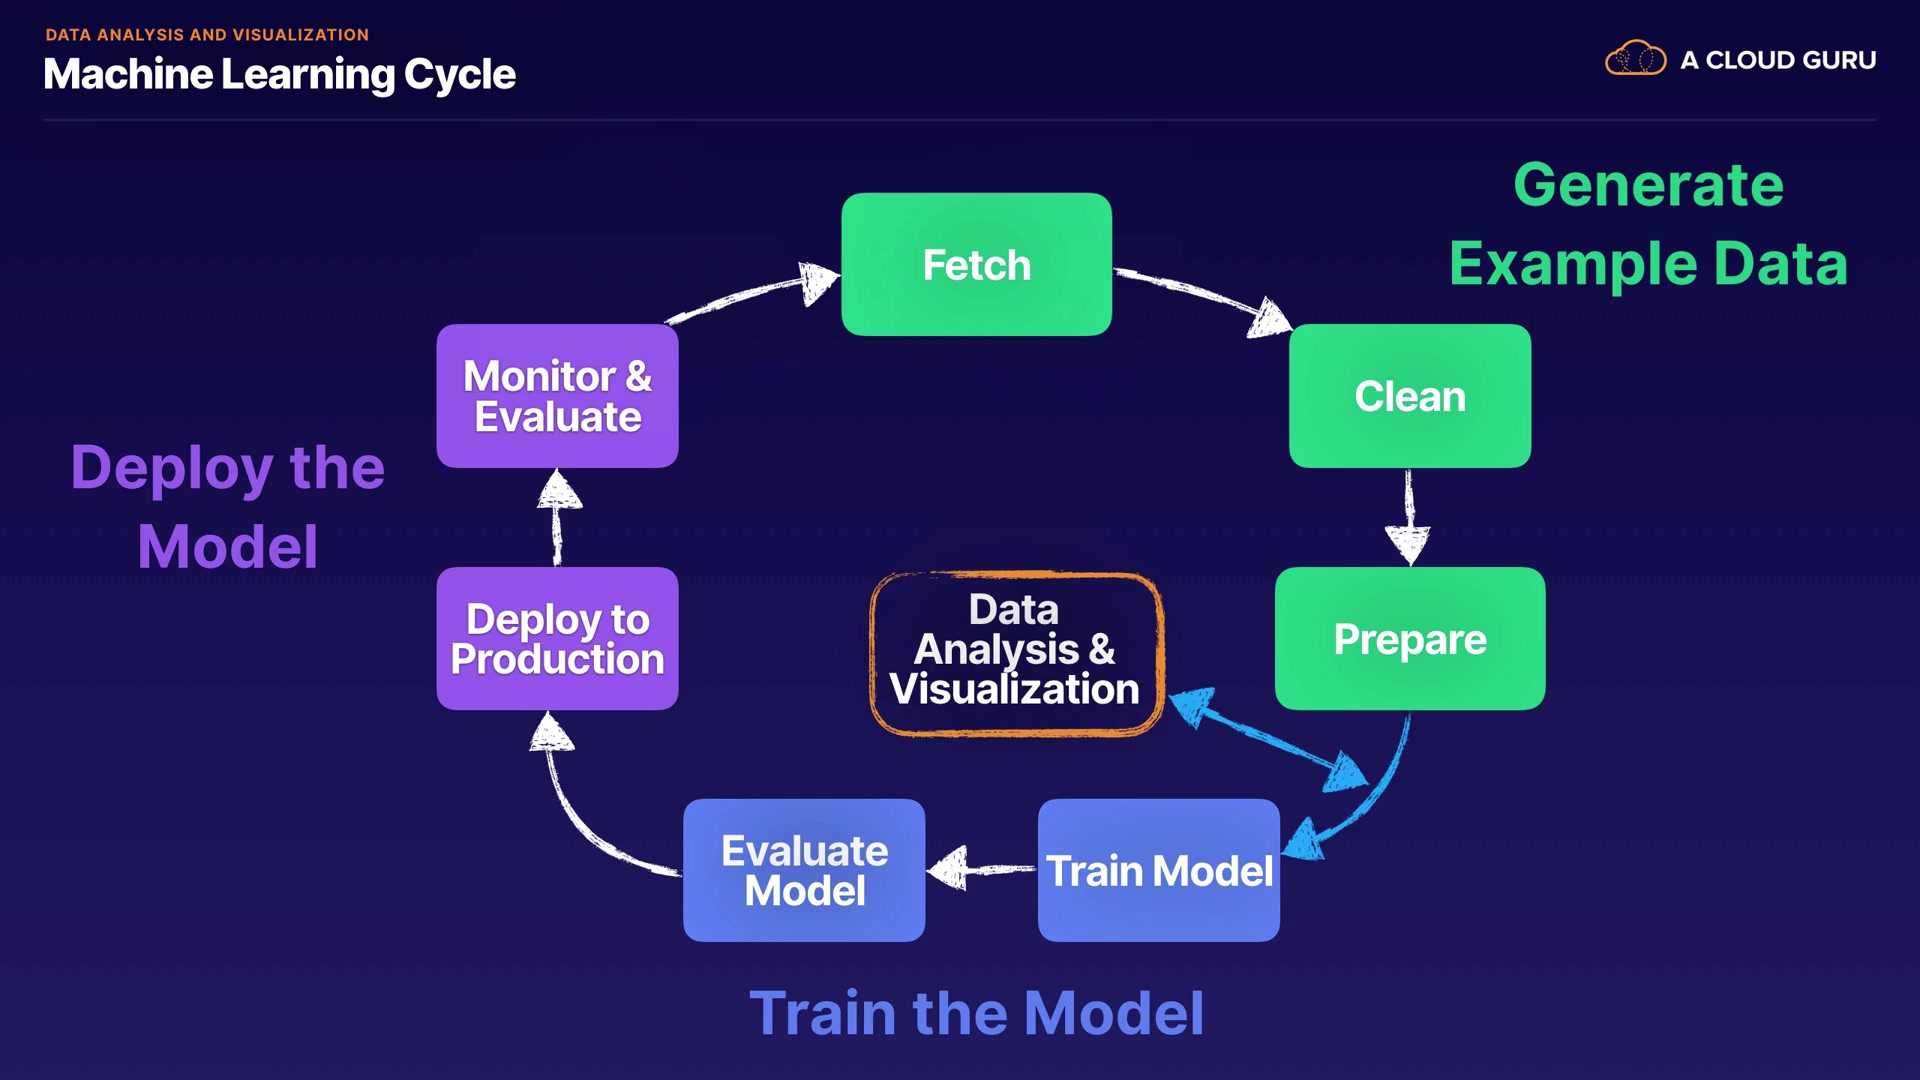 DATA ANALYSIS AND VISUALIZATION
Machine Learning Cycle
A CLOUD GURU
Generate
Example Data
Fetch
Clean
Monitor &
Evaluate
Deploy the
Model
Deploy to
Production
Data
Analysis &
Visualization
Prepare
Evaluate
Model
Train Model
Train the Model